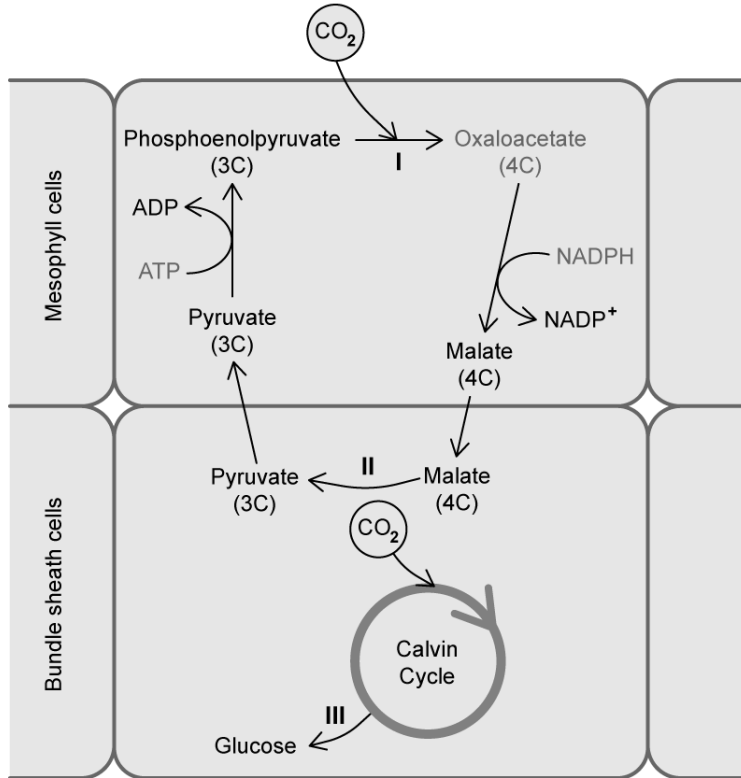 CO₂
Mesophyll cells
Phosphoenolpyruvate
(3C)
I
Oxaloacetate
(4C)
ADP
ATP
NADPH
NADP⁺
Pyruvate
(3C)
Malate
(4C)
Bundle sheath cells
Pyruvate
(3C)
II
Malate
(4C)
CO₂
Calvin
Cycle
III
Glucose